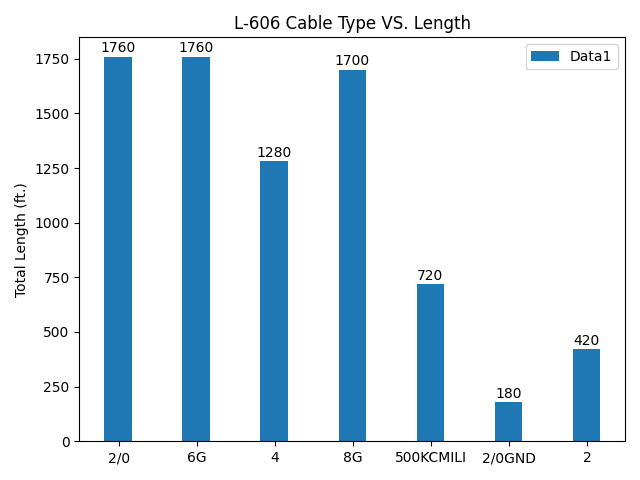 L-606 Cable Type VS. Length
Data1
Total Length (ft.)
1750
1500
1250
1000
750
500
250
0
1760
1760
1280
1700
720
180
420
2/0
6G
4
8G
500KCMILI
2/0GND
2